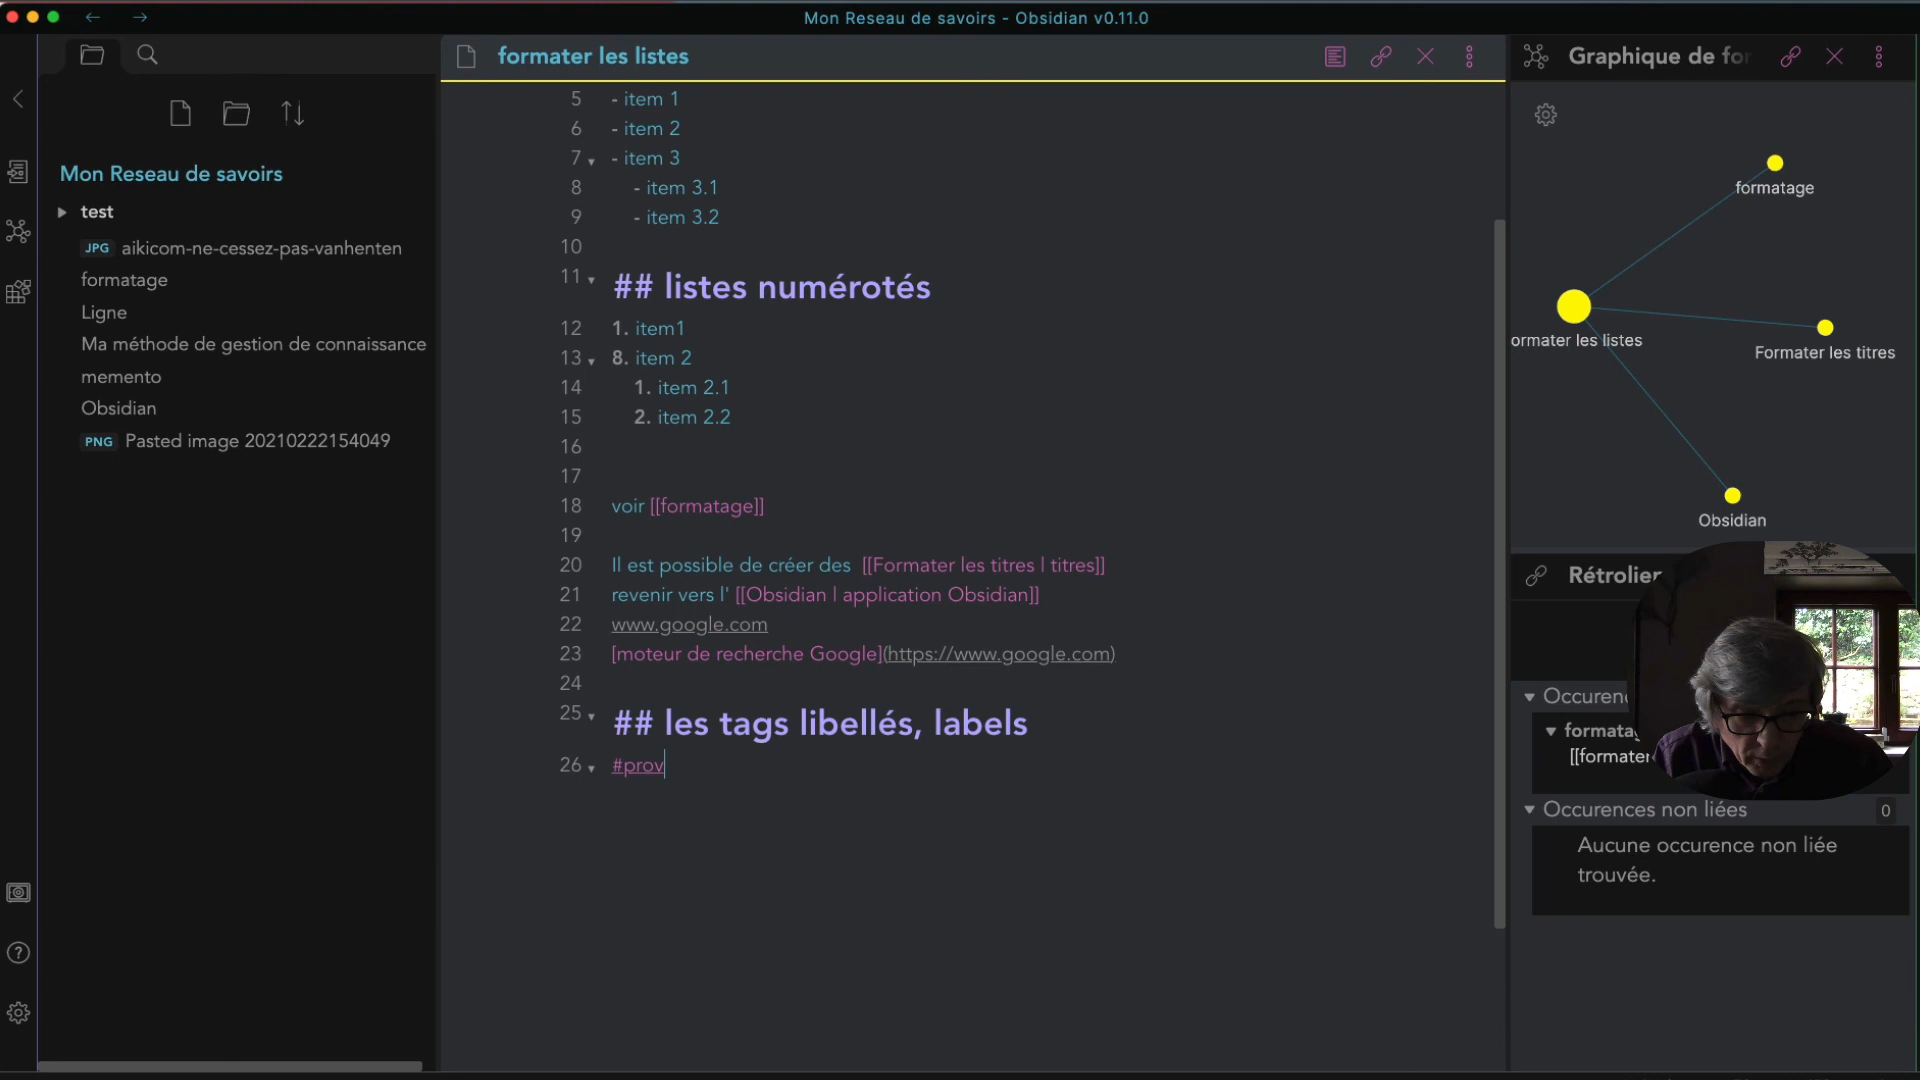 Mon Reseau de savoirs - Obsidian v0.11.0
Mon Reseau de savoirs
test
JPG aikicom-ne-cessez-pas-vanhenten
formatage
Ligne
Ma méthode de gestion de connaissance
memento
Obsidian
PNG Pasted image 20210222154049
formater les listes
5 - item 1
6 - item 2
7 - item 3
8 - item 3.1
9 - item 3.2
10
11 ## listes numérotés
12 1. item1
13 8. item 2
14 1. item 2.1
15 2. item 2.2
16
17
18 voir [[formatage]]
19
20 Il est possible de créer des [[Formater les titres | titres]]
21 revenir vers l' [[Obsidian | application Obsidian]]
22 www.google.com
23 [moteur de recherche Google](https://www.google.com)
24
25 ## les tags libellés, labels
26 #prov
Graphique de for
formatage
ormater les listes
Formater les titres
Obsidian
Rétrolier
Occuren
formata
[[formater
Occurences non liées 0
Aucune occurence non liée
trouvée.